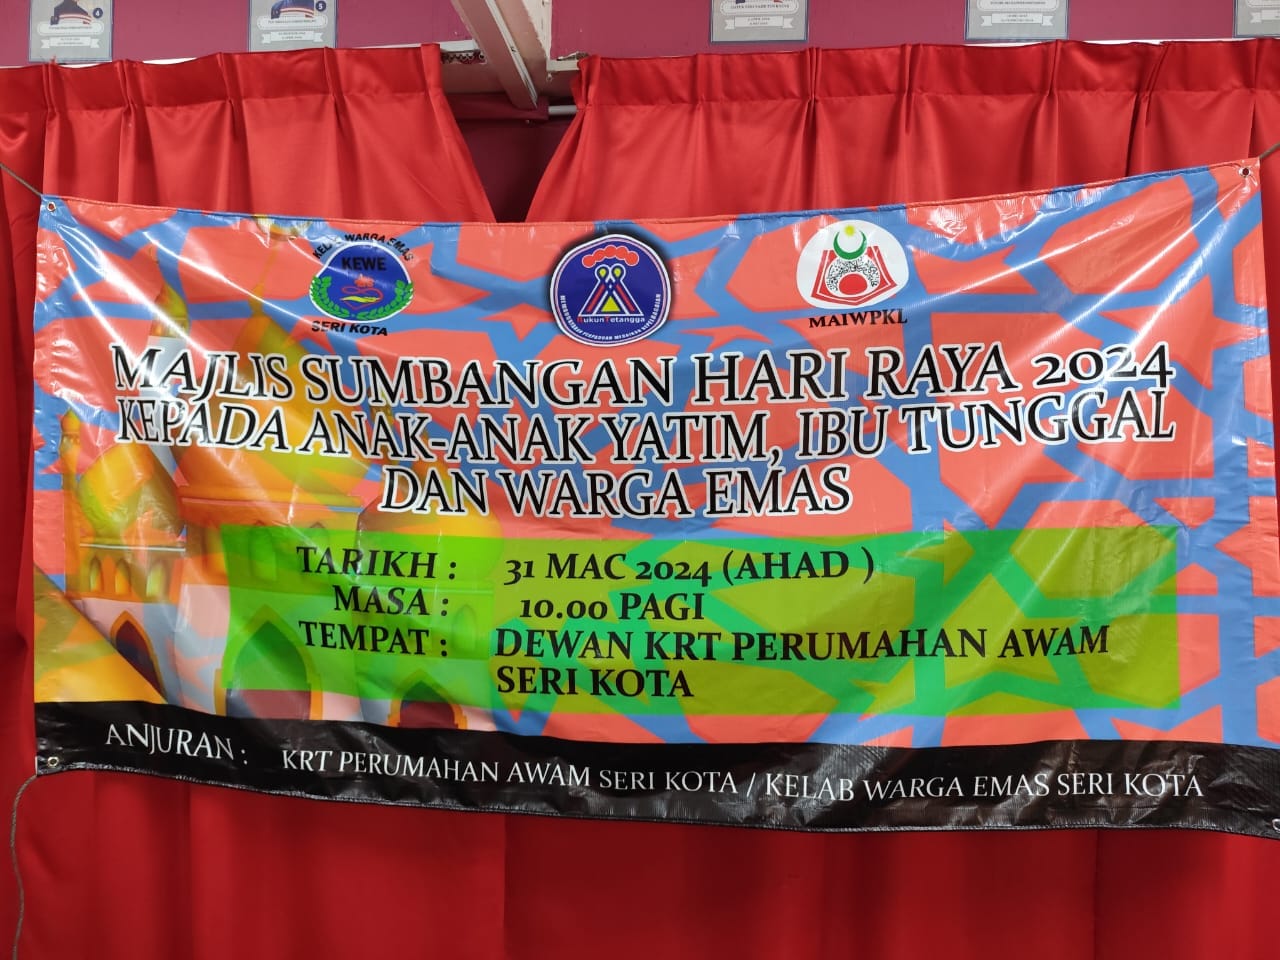 KELAB WARGA EMAS
KEWE
SERI KOTA
RukunTetangga
MAIWPKL
MAJLIS SUMBANGAN HARI RAYA 2024
KEPADA ANAK-ANAK YATIM, IBU TUNGGAL
DAN WARGA EMAS
TARIKH : 31 MAC 2024 (AHAD )
MASA : 10.00 PAGI
TEMPAT : DEWAN KRT PERUMAHAN AWAM
SERI KOTA
ANJURAN : KRT PERUMAHAN AWAM SERI KOTA / KELAB WARGA EMAS SERI KOTA